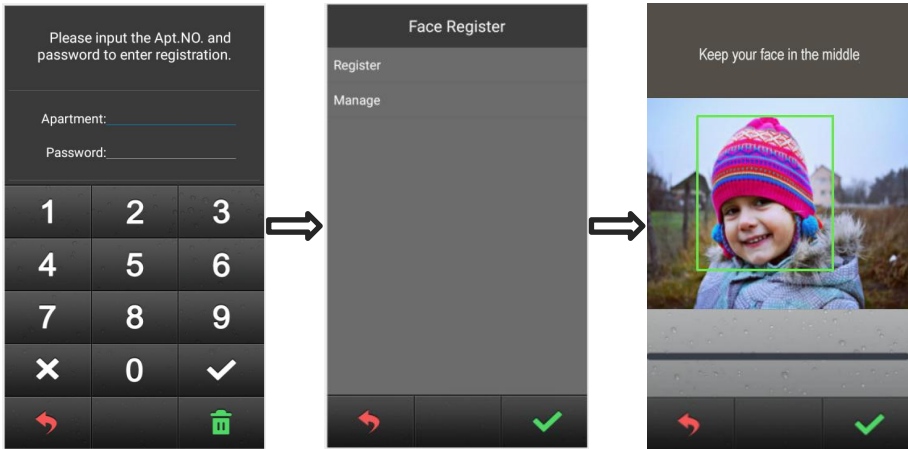 Please input the Apt.NO. and
password to enter registration.
Apartment:
Password:
1 2 3
4 5 6
7 8 9
0
Face Register
Register
Manage
Keep your face in the middle